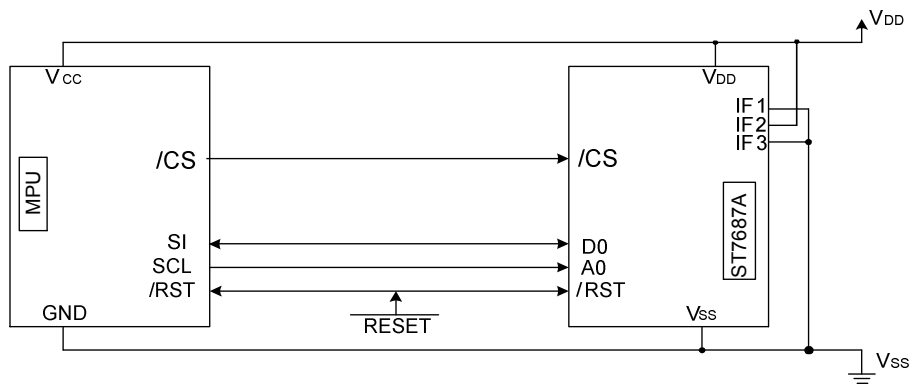 VDD
VCC
VDD
IF1
IF2
IF3
/CS
/CS
MPU
ST7687A
SI
D0
SCL
A0
/RST
/RST
RESET
GND
VSS
VSS